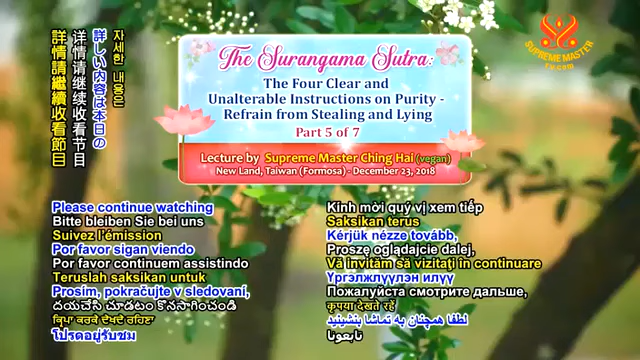 자세한 내용은
詳しい内容は本日の
详情请继续收看节目
詳情請繼續收看節目
The Surangama Sutra:
The Four Clear and
Unalterable Instructions on Purity -
Refrain from Stealing and Lying
Part 5 of 7
Lecture by Supreme Master Ching Hai (vegan)
New Land, Taiwan (Formosa) - December 23, 2018
SUPREME MASTER
TV.com
Please continue watching
Bitte bleiben Sie bei uns
Suivez l'émission
Por favor sigan viendo
Por favor continuem assistindo
Teruslah saksikan untuk
Prosím, pokračujte v sledovaní,
దయచేసి చూడటం కొనసాగించండి
ਕ੍ਰਿਪਾ ਕਰਕੇ ਦੇਖਦੇ ਰਹਿਣਾ
โปรดอยู่รับชม
Kính mời quý vị xem tiếp
Saksikan terus
Kérjük nézze tovább,
Proszę oglądajcie dalej,
Vă invităm să vizitaţi în continuare
Үргэлжлүүлэн илүү
Пожалуйста смотрите дальше,
कृपया देखते रहें
لطفا همچنان به تماشا بنشینید
تابعونا